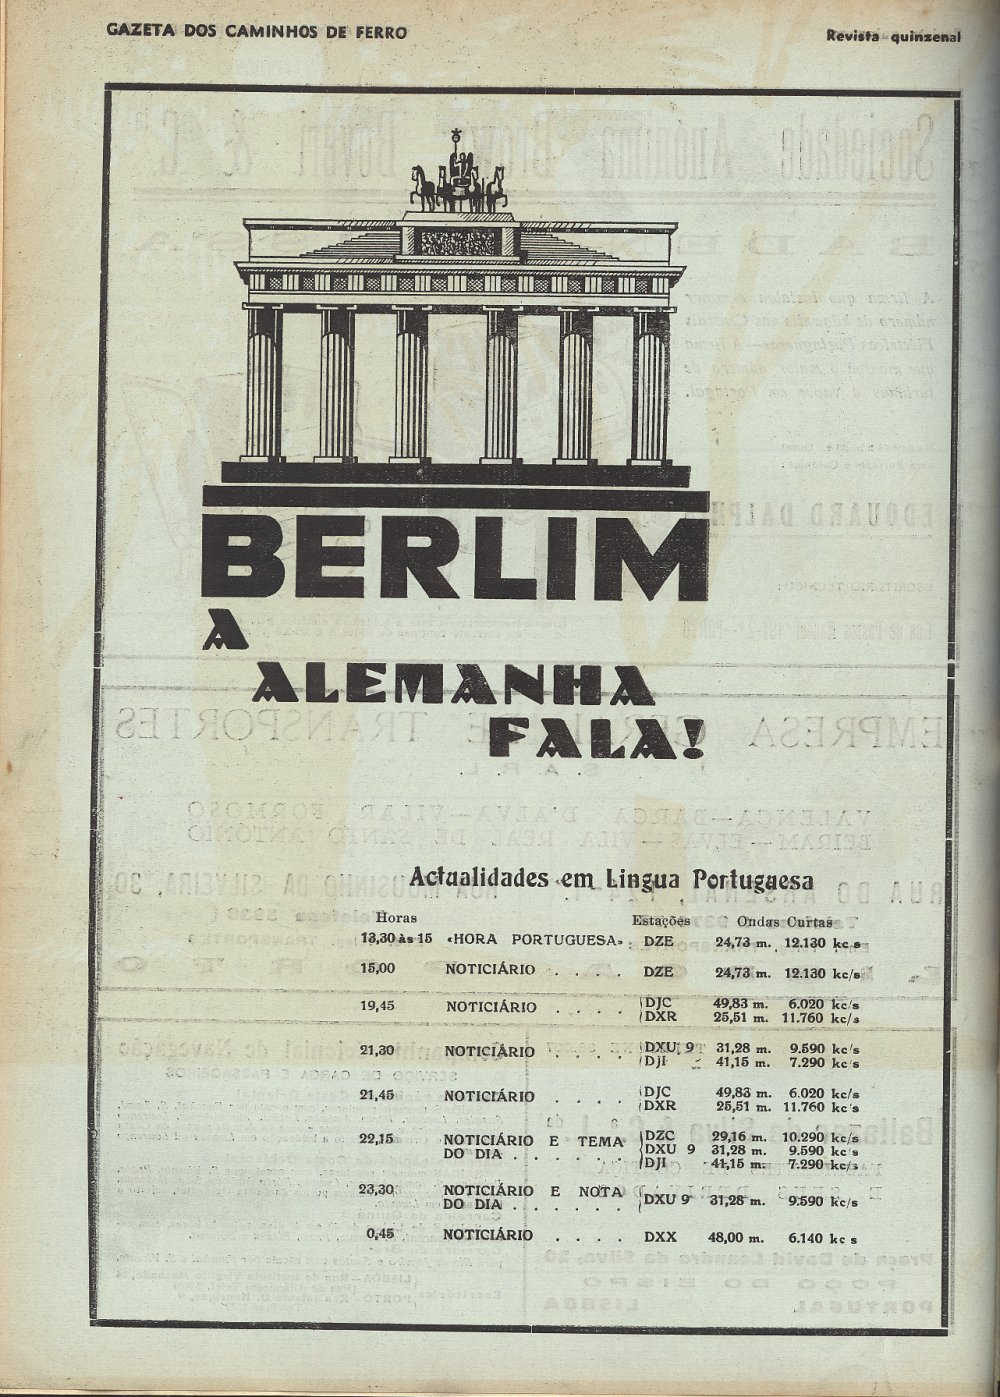 GAZETA DOS CAMINHOS DE FERRO Revista quinzenal
BERLIM
A
ALEMANHA
FALA!
Actualidades em Lingua Portuguesa
Horas Estações Ondas Curtas
13,30 às 15 «HORA PORTUGUESA» DZE 24,73 m. 12.130 kc s
15,00 NOTICIÁRIO . . . . DZE 24,73 m. 12.130 kc/s
19,45 NOTICIÁRIO . . . . DJC 49,83 m. 6.020 kc/s
DXR 25,51 m. 11.760 kc/s
21,30 NOTICIÁRIO . . . . DXU 9 31,28 m. 9.590 kc/s
DJI 41,15 m. 7.290 kc/s
21,45 NOTICIÁRIO . . . . DJC 49,83 m. 6.020 kc/s
DXR 25,51 m. 11.760 kc s
22,15 NOTICIÁRIO E TEMA DZC 29,16 m. 10.290 kc/s
DO DIA . . . . . . DXU 9 31,28 m. 9.590 kc/s
DJI 41,15 m. 7.290 kc/s
23,30 NOTICIÁRIO E NOTA DXU 9 31,28 m. 9.590 kc/s
DO DIA . . . . . .
0,45 NOTICIÁRIO . . . . DXX 48,00 m. 6.140 kc s